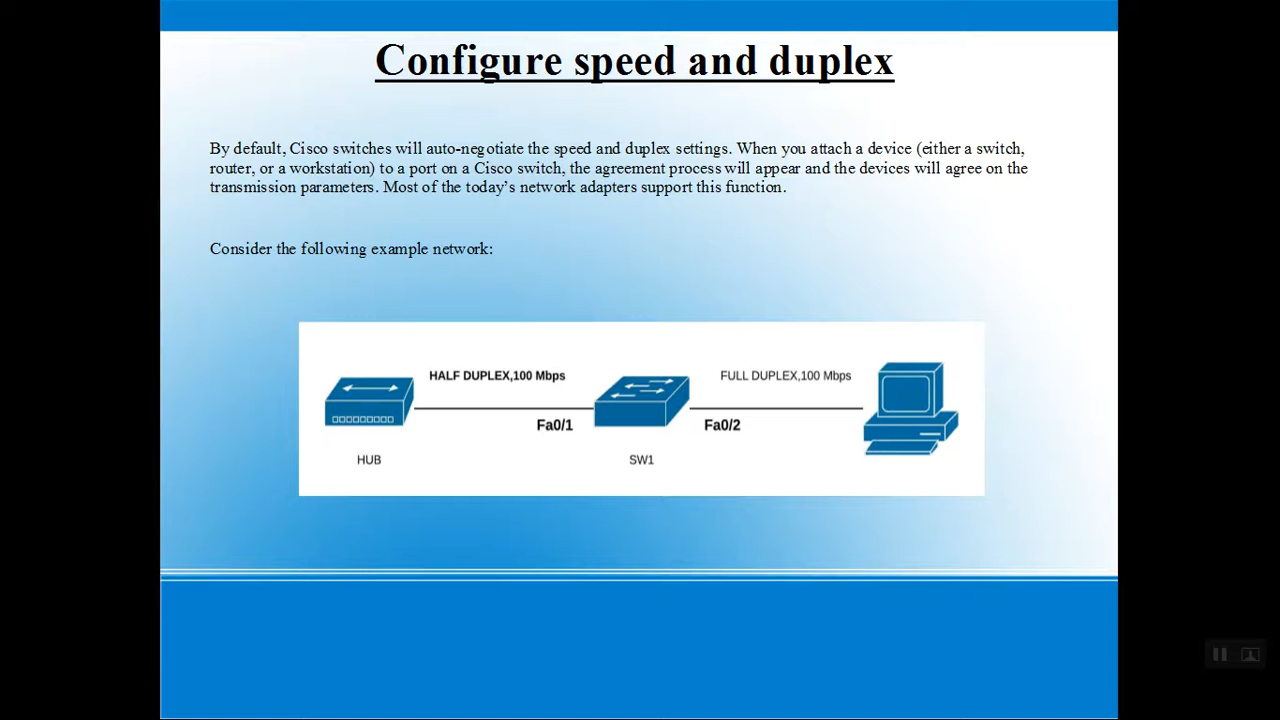 Configure speed and duplex
By default, Cisco switches will auto-negotiate the speed and duplex settings. When you attach a device (either a switch,
router, or a workstation) to a port on a Cisco switch, the agreement process will appear and the devices will agree on the
transmission parameters. Most of the today’s network adapters support this function.
Consider the following example network:
HALF DUPLEX,100 Mbps
FULL DUPLEX,100 Mbps
Fa0/1
Fa0/2
HUB
SW1